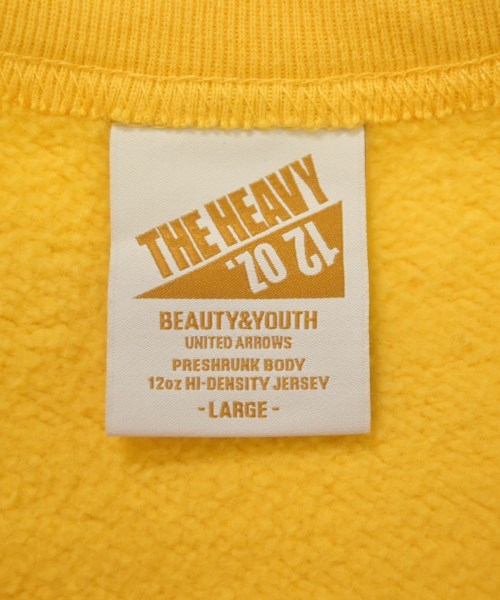 THE HEAVY
12 OZ.
BEAUTY&YOUTH
UNITED ARROWS
PRESHRUNK BODY
12oz HI-DENSITY JERSEY
-LARGE-